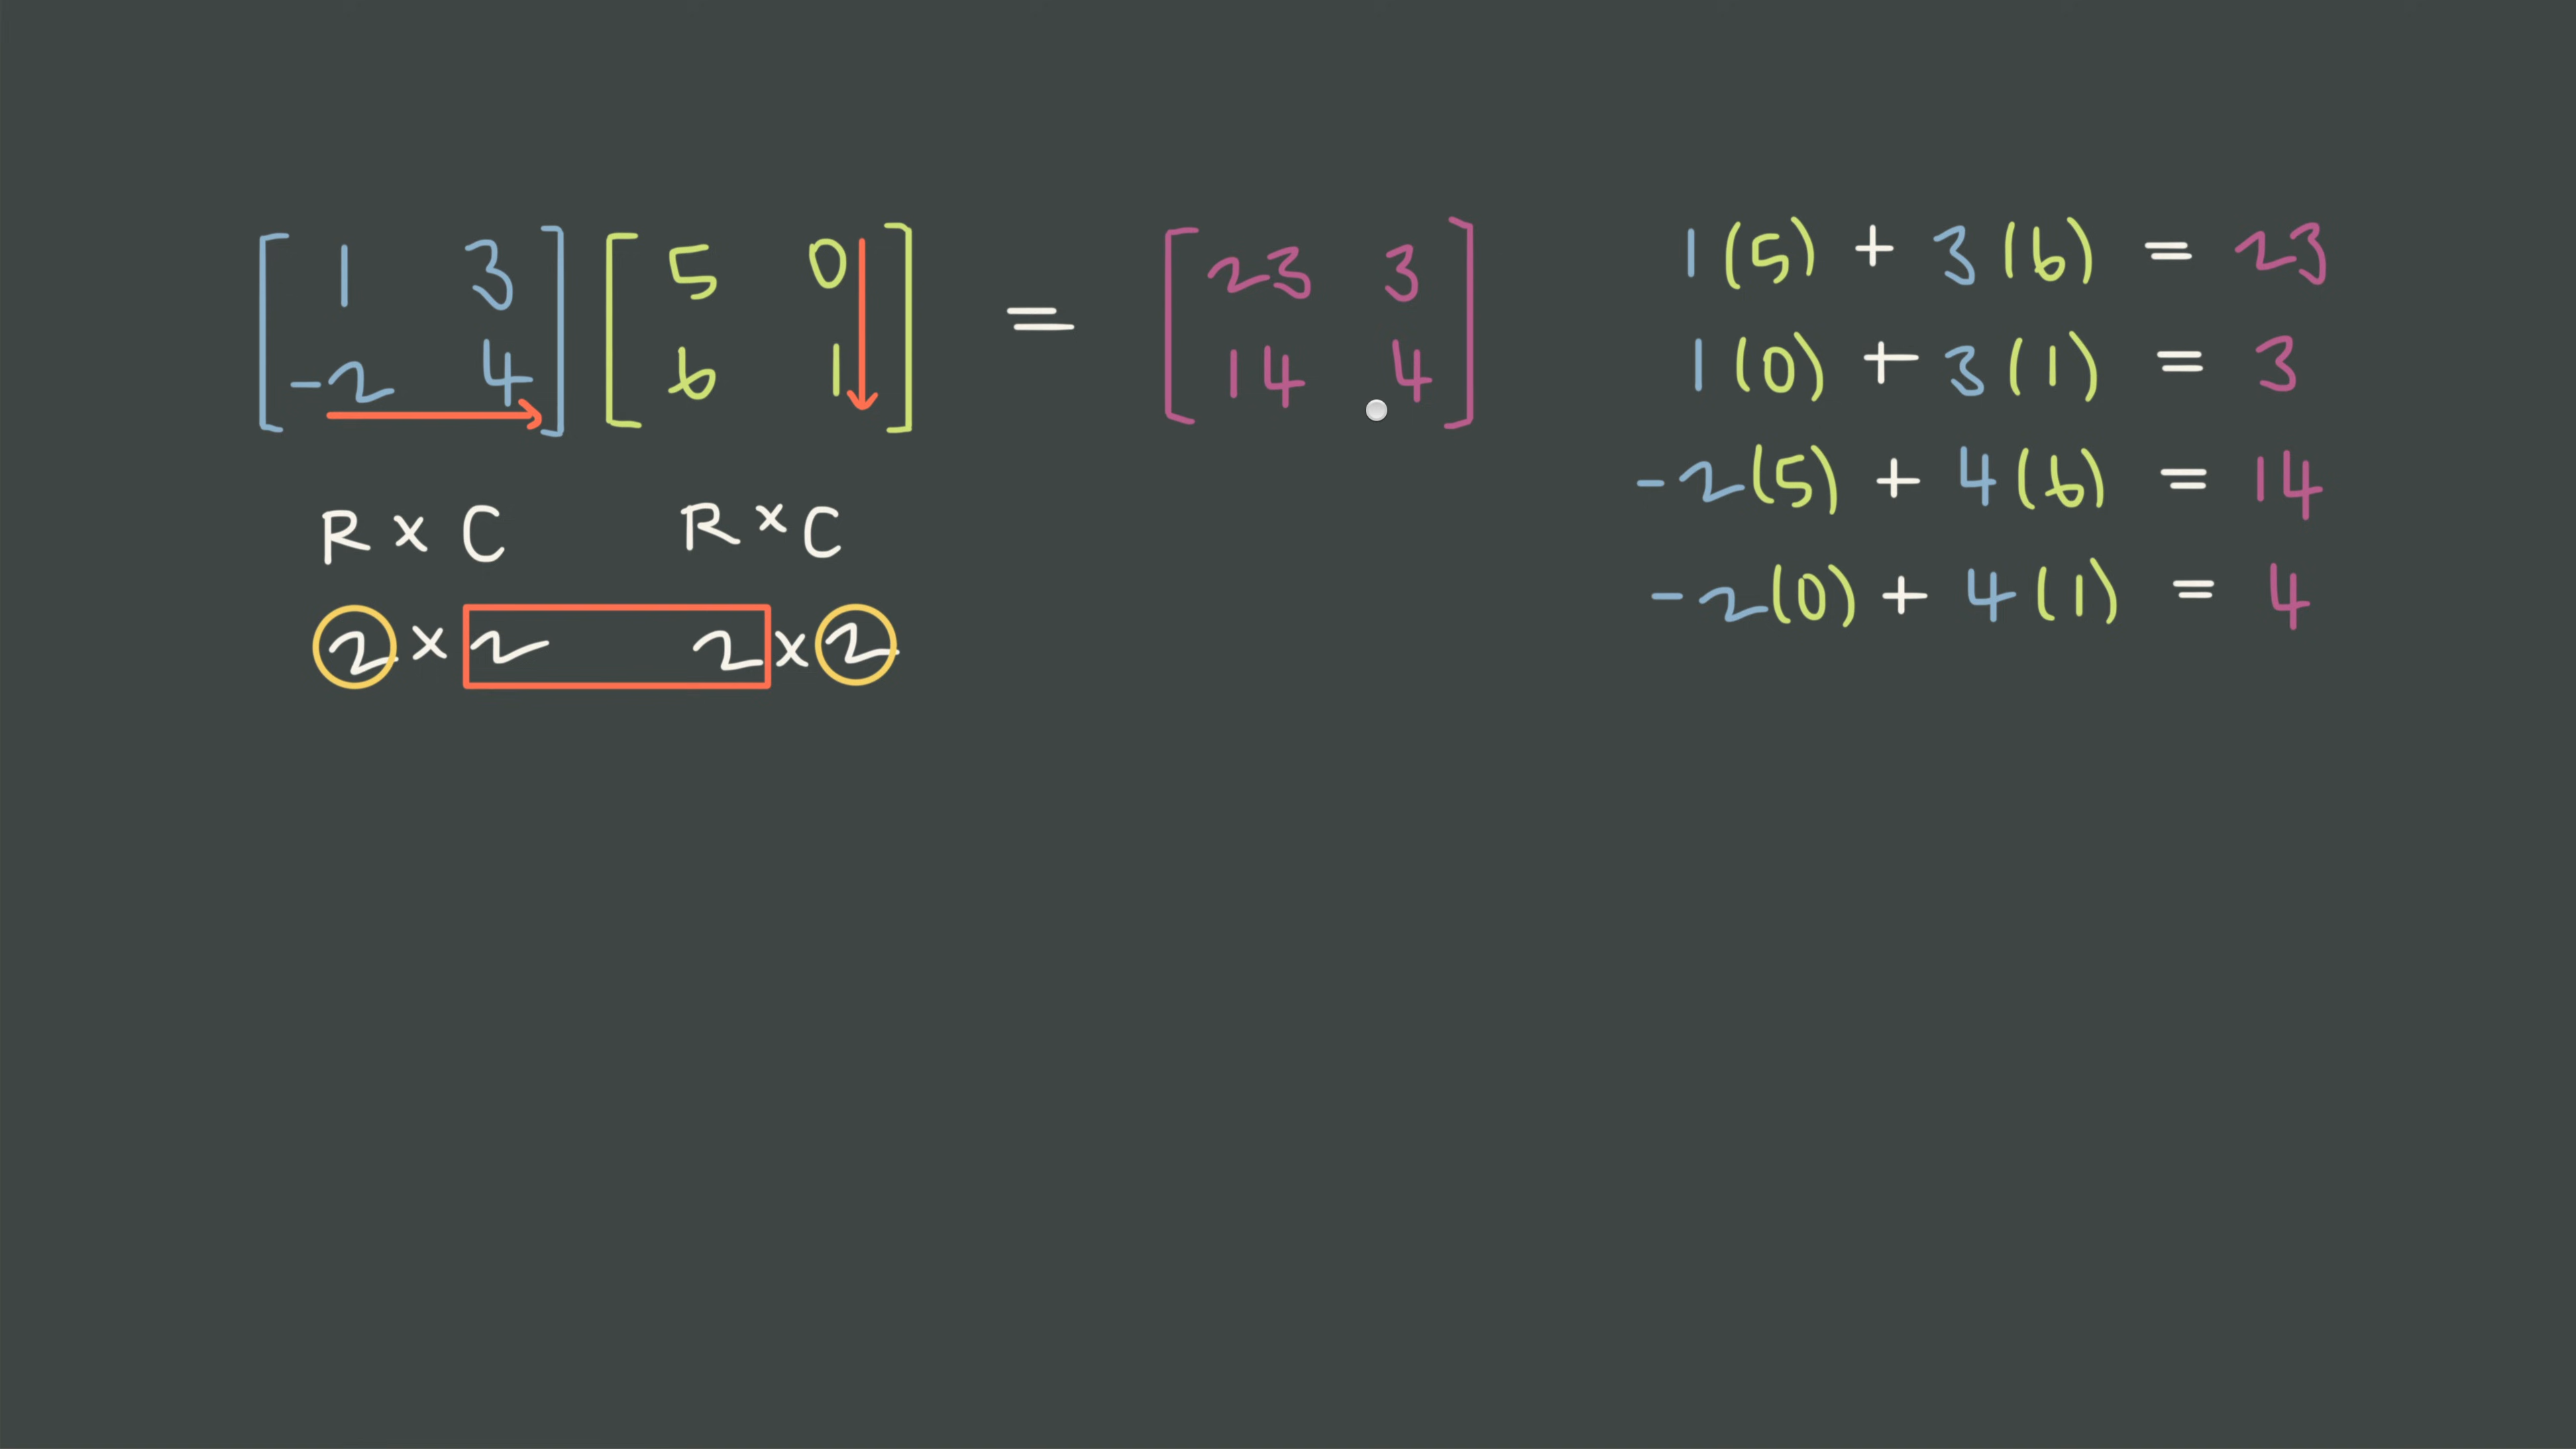 [ 1 3 ] [ 5 0 ] = [ 23 3 ]
[ -2 4 ] [ 6 1 ] [ 14 4 ]
R × C R × C
2 × 2 2 × 2
1(5) + 3(6) = 23
1(0) + 3(1) = 3
-2(5) + 4(6) = 14
-2(0) + 4(1) = 4